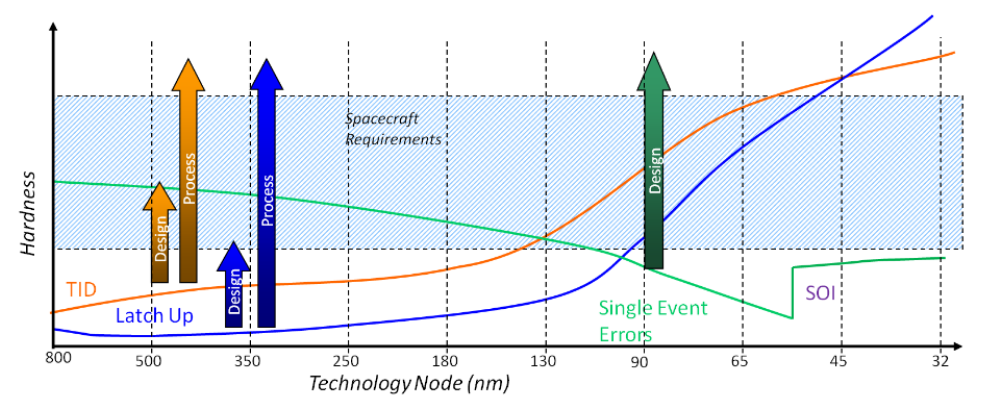 Hardness
Spacecraft
Requirements
Design
Process
Design
Process
Design
TID
Latch Up
Single Event
Errors
SOI
800 500 350 250 180 130 90 65 45 32
Technology Node (nm)